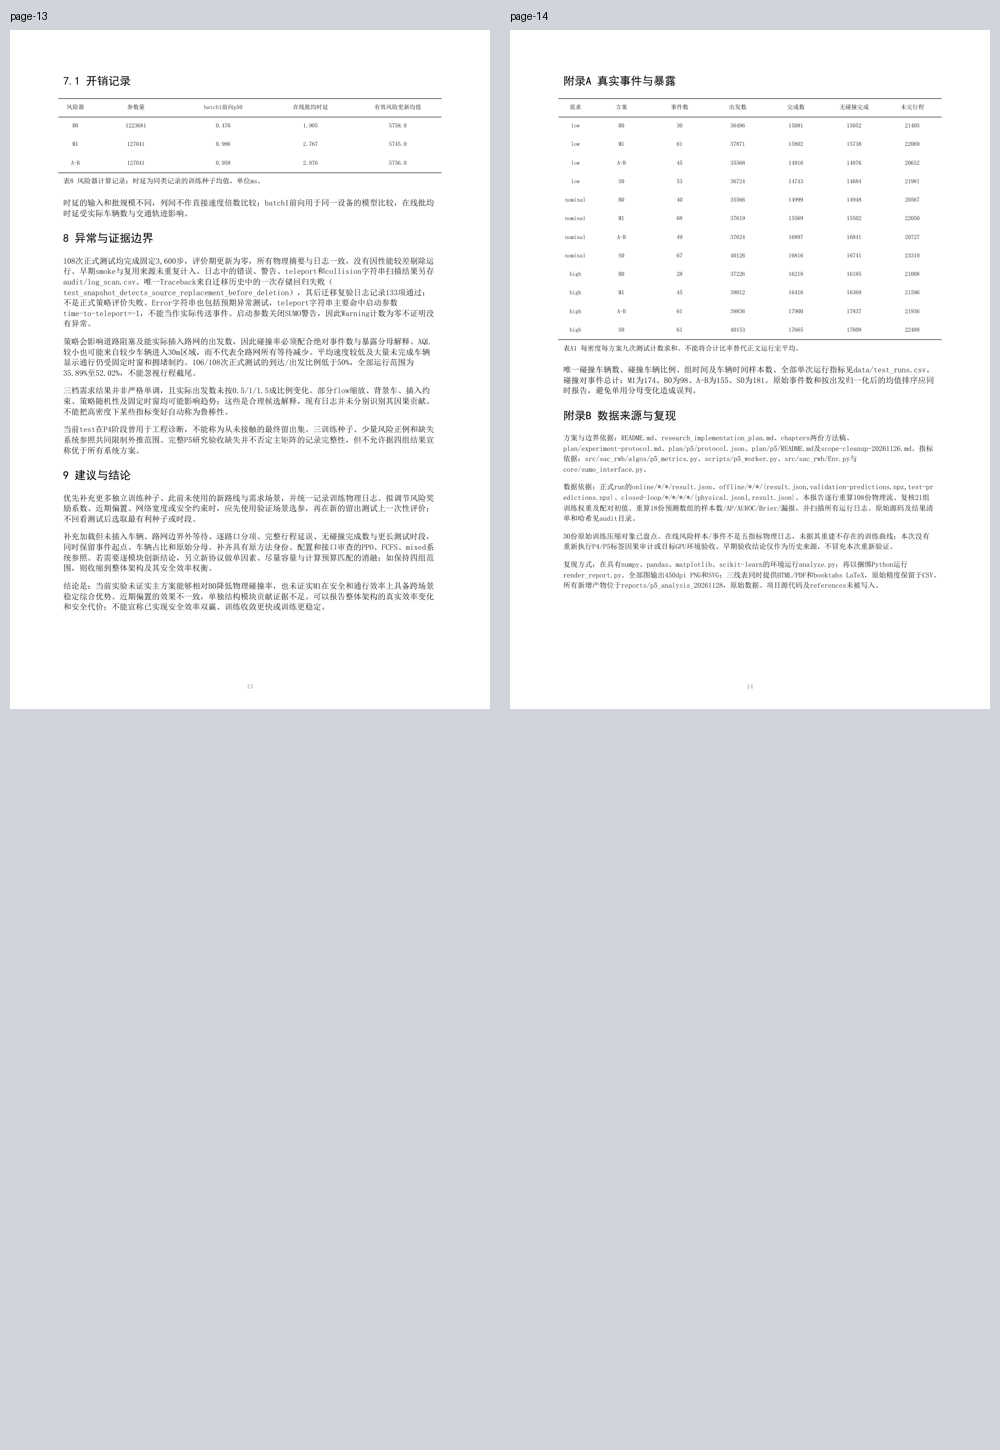 page-13
7.1 开销记录
风险器 参数量 batch1前向p50 在线批均时延 有效风险更新均值
B0 1223681 0.476 1.905 5758.0
M1 127041 0.986 2.767 5745.0
A-B 127041 0.958 2.876 5756.0
表8 风险器计算记录：时延为同类记录的训练种子均值，单位ms。
时延的输入和批规模不同，列间不作直接速度倍数比较；batch1前向用于同一设备的模型比较，在线批均
时延受实际车辆数与交通轨迹影响。
8 异常与证据边界
108次正式测试均完成固定3,600步，评价期更新为零，所有物理摘要与日志一致，没有因性能较差剔除运
行。早期smoke与复用来源未重复计入。日志中的错误、警告、teleport和collision字符串扫描结果另存
audit/log_scan.csv。唯一Traceback来自迁移历史中的一次存储回归失败（
test_snapshot_detects_source_replacement_before_deletion），其后迁移复验日志记录133项通过；
不是正式策略评价失败。Error字符串也包括预期异常测试，teleport字符串主要命中启动参数
time-to-teleport=-1，不能当作实际传送事件。启动参数关闭SUMO警告，因此Warning计数为零不证明没
有异常。
策略会影响道路阻塞及能实际插入路网的出发数，因此碰撞率必须配合绝对事件数与暴露分母解释。AQL
较小也可能来自较少车辆进入30m区域，而不代表全路网所有等待减少。平均速度较低及大量未完成车辆
显示通行仍受固定时窗和拥堵制约。106/108次正式测试的到达/出发比例低于50%，全部运行范围为
35.89%至52.02%，不能忽视行程截尾。
三档需求结果并非严格单调，且实际出发数未按0.5/1/1.5成比例变化。部分flow缩放、背景车、插入约
束、策略随机性及固定时窗均可能影响趋势；这些是合理候选解释，现有日志并未分别识别其因果贡献。
不能把高密度下某些指标变好自动称为鲁棒性。
当前test在P4阶段曾用于工程诊断，不能称为从未接触的最终留出集。三训练种子、少量风险正例和缺失
系统参照共同限制外推范围。完整P5研究验收缺失并不否定主矩阵的记录完整性，但不允许据四组结果宣
称优于所有系统方案。
9 建议与结论
优先补充更多独立训练种子、此前未使用的新路线与需求场景，并统一记录训练物理日志。拟调节风险奖
励系数、近期偏置、网络宽度或安全约束时，应先使用验证场景选参，再在新的留出测试上一次性评价；
不回看测试后选取最有利种子或时段。
补充加载但未插入车辆、路网边界外等待、逐路口分项、完整行程延误、无碰撞完成数与更长测试时段，
同时保留事件起点、车辆占比和原始分母。补齐具有原方法身份、配置和接口审查的PPO、FCFS、mixed系
统参照。若需要逐模块创新结论，另立新协议做单因素、尽量容量与计算预算匹配的消融；如保持四组范
围，则收缩到整体架构及其安全效率权衡。
结论是：当前实验未证实主方案能够相对B0降低物理碰撞率，也未证实M1在安全和通行效率上具备跨场景
稳定综合优势。近期偏置的效果不一致，单独结构模块贡献证据不足。可以报告整体架构的真实效率变化
和安全代价；不能宣称已实现安全效率双赢、训练收敛更快或训练更稳定。
13
page-14
附录A 真实事件与暴露
需求 方案 事件数 出发数 完成数 无碰撞完成 未完行程
low B0 30 36486 15081 15052 21405
low M1 61 37871 15802 15738 22069
low A-B 45 35568 14916 14876 20652
low S0 53 36724 14743 14684 21981
nominal B0 40 35566 14999 14948 20567
nominal M1 68 37619 15569 15502 22050
nominal A-B 49 37624 16897 16841 20727
nominal S0 67 40126 16816 16741 23310
high B0 28 37226 16218 16185 21008
high M1 45 38012 16416 16369 21596
high A-B 61 39836 17900 17837 21936
high S0 61 40153 17665 17609 22488
表A1 每密度每方案九次测试计数求和。不能将合计比率替代正文运行宏平均。
唯一碰撞车辆数、碰撞车辆比例、组时间及车辆时间样本数、全部单次运行指标见data/test_runs.csv。
碰撞对事件总计：M1为174、B0为98、A-B为155、S0为181。原始事件数和按出发归一化后的均值排序应同
时报告，避免单用分母变化造成误判。
附录B 数据来源与复现
方案与边界依据：README.md、research_implementation_plan.md、chapters两份方法稿、
plan/experiment-protocol.md、plan/p5/protocol.json、plan/p5/README.md及scope-cleanup-20261126.md。指标
依据：src/sac_rwb/algos/p5_metrics.py、scripts/p5_worker.py、src/sac_rwb/Env.py与
core/sumo_interface.py。
数据依据：正式run的online/*/*/result.json、offline/*/*/{result.json,validation-predictions.npz,test-pr
edictions.npz}、closed-loop/*/*/*/*/{physical.jsonl,result.json}。本报告逐行重算108份物理流、复核21组
训练权重及配对初值、重算18份预测数组的样本数/AP/AUROC/Brier/漏报，并扫描所有运行日志。原始源码及结果清
单和哈希见audit目录。
30份原始训练压缩对象已盘点。在线风险样本/事件不是五指标物理日志，未据其重建不存在的训练曲线；本次没有
重新执行P4/P5标签因果审计或目标GPU环境验收。早期验收结论仅作为历史来源，不冒充本次重新验证。
复现方式：在具有numpy、pandas、matplotlib、scikit-learn的环境运行analyze.py；再以捆绑Python运行
render_report.py。全部图输出450dpi PNG和SVG；三线表同时提供HTML/PDF和booktabs LaTeX。原始精度保留于CSV。
所有新增产物位于reports/p5_analysis_20261128，原始数据、项目源代码及references未被写入。
14